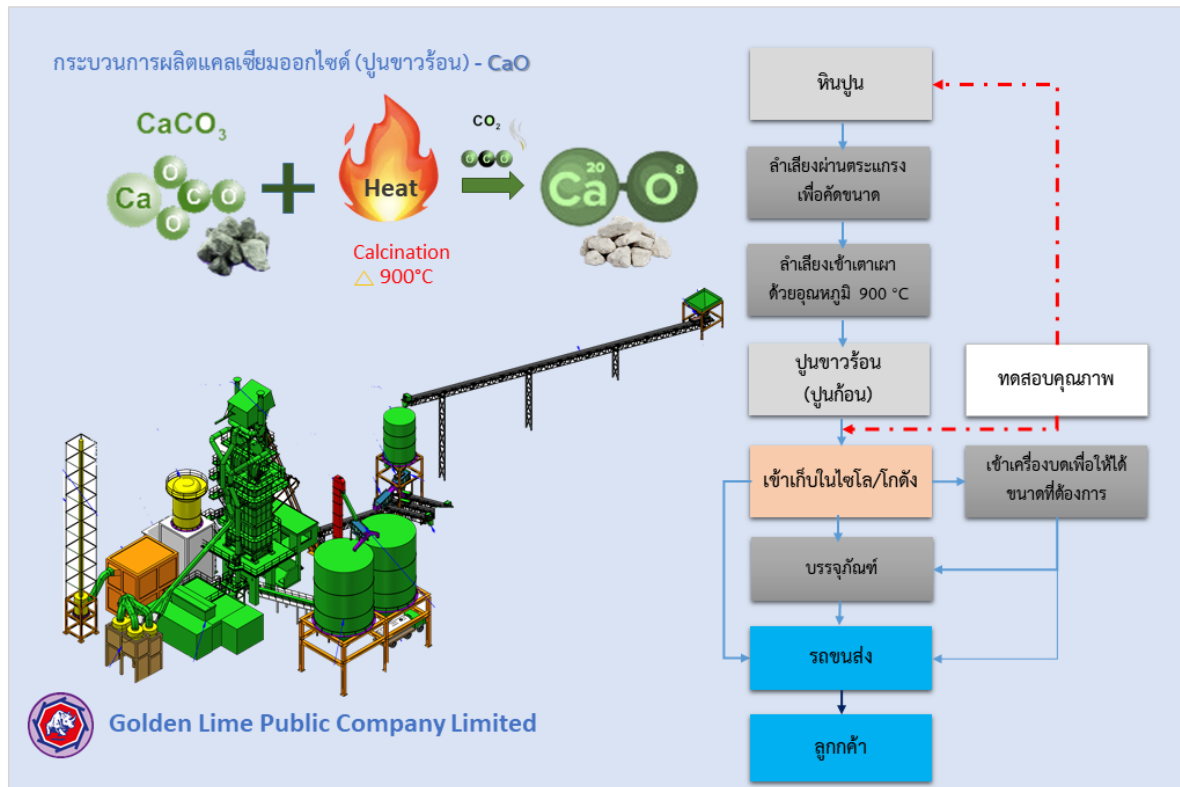 กระบวนการผลิตแคลเซียมออกไซด์ (ปูนขาวร้อน) - CaO
CaCO₃
Ca O C O O
Heat
CO₂
O C O
20 Ca O 8
Calcination
△ 900°C
หินปูน
ลำเลียงผ่านตระแกรง
เพื่อคัดขนาด
ลำเลียงเข้าเตาเผา
ด้วยอุณหภูมิ 900 °C
ปูนขาวร้อน
(ปูนก้อน)
ทดสอบคุณภาพ
เข้าเก็บในไซโล/โกดัง
เข้าเครื่องบดเพื่อให้ได้
ขนาดที่ต้องการ
บรรจุภัณฑ์
รถขนส่ง
ลูกกค้า
Golden Lime Public Company Limited